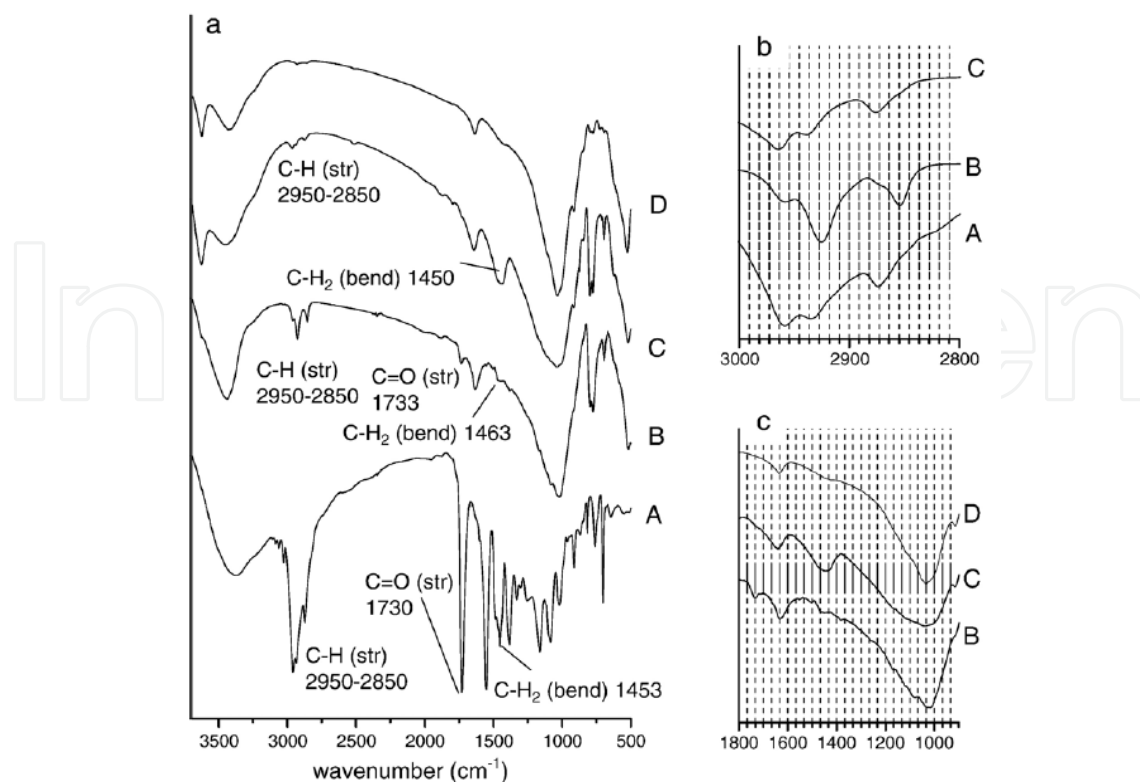 a
C-H (str)
2950-2850
D
C-H₂ (bend) 1450
C
C-H (str)
2950-2850
C=O (str)
1733
C-H₂ (bend) 1463
B
A
C=O (str)
1730
C-H (str)
2950-2850
C-H₂ (bend) 1453
3500 3000 2500 2000 1500 1000 500
wavenumber (cm⁻¹)
b
C
B
A
3000 2900 2800
c
D
C
B
1800 1600 1400 1200 1000
In
en